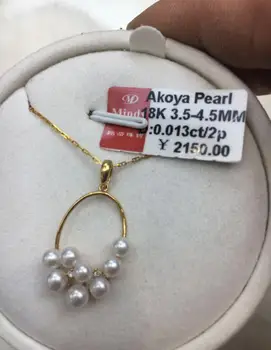 Akoya Pearl
18K 3.5-4.5MM
:0.013ct/2p
¥ 2150.00